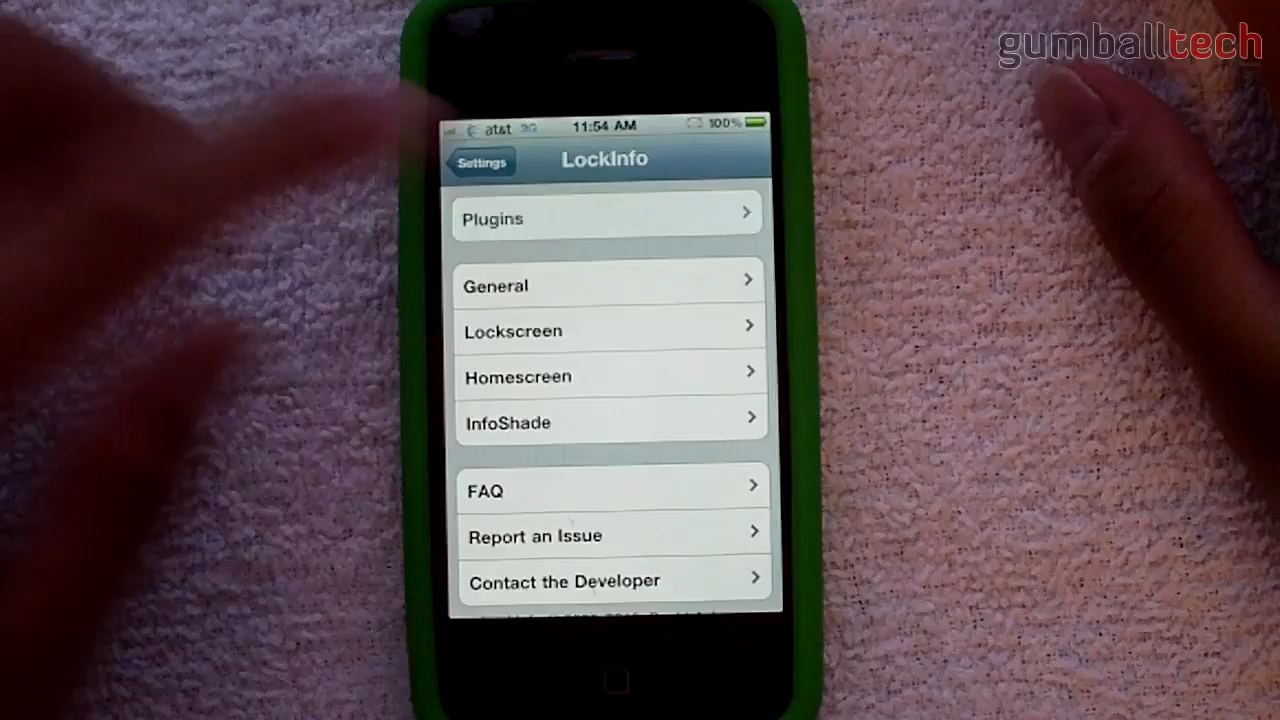 gumballtech
at&t 3G 11:54 AM 100%
Settings LockInfo
Plugins
General
Lockscreen
Homescreen
InfoShade
FAQ
Report an Issue
Contact the Developer